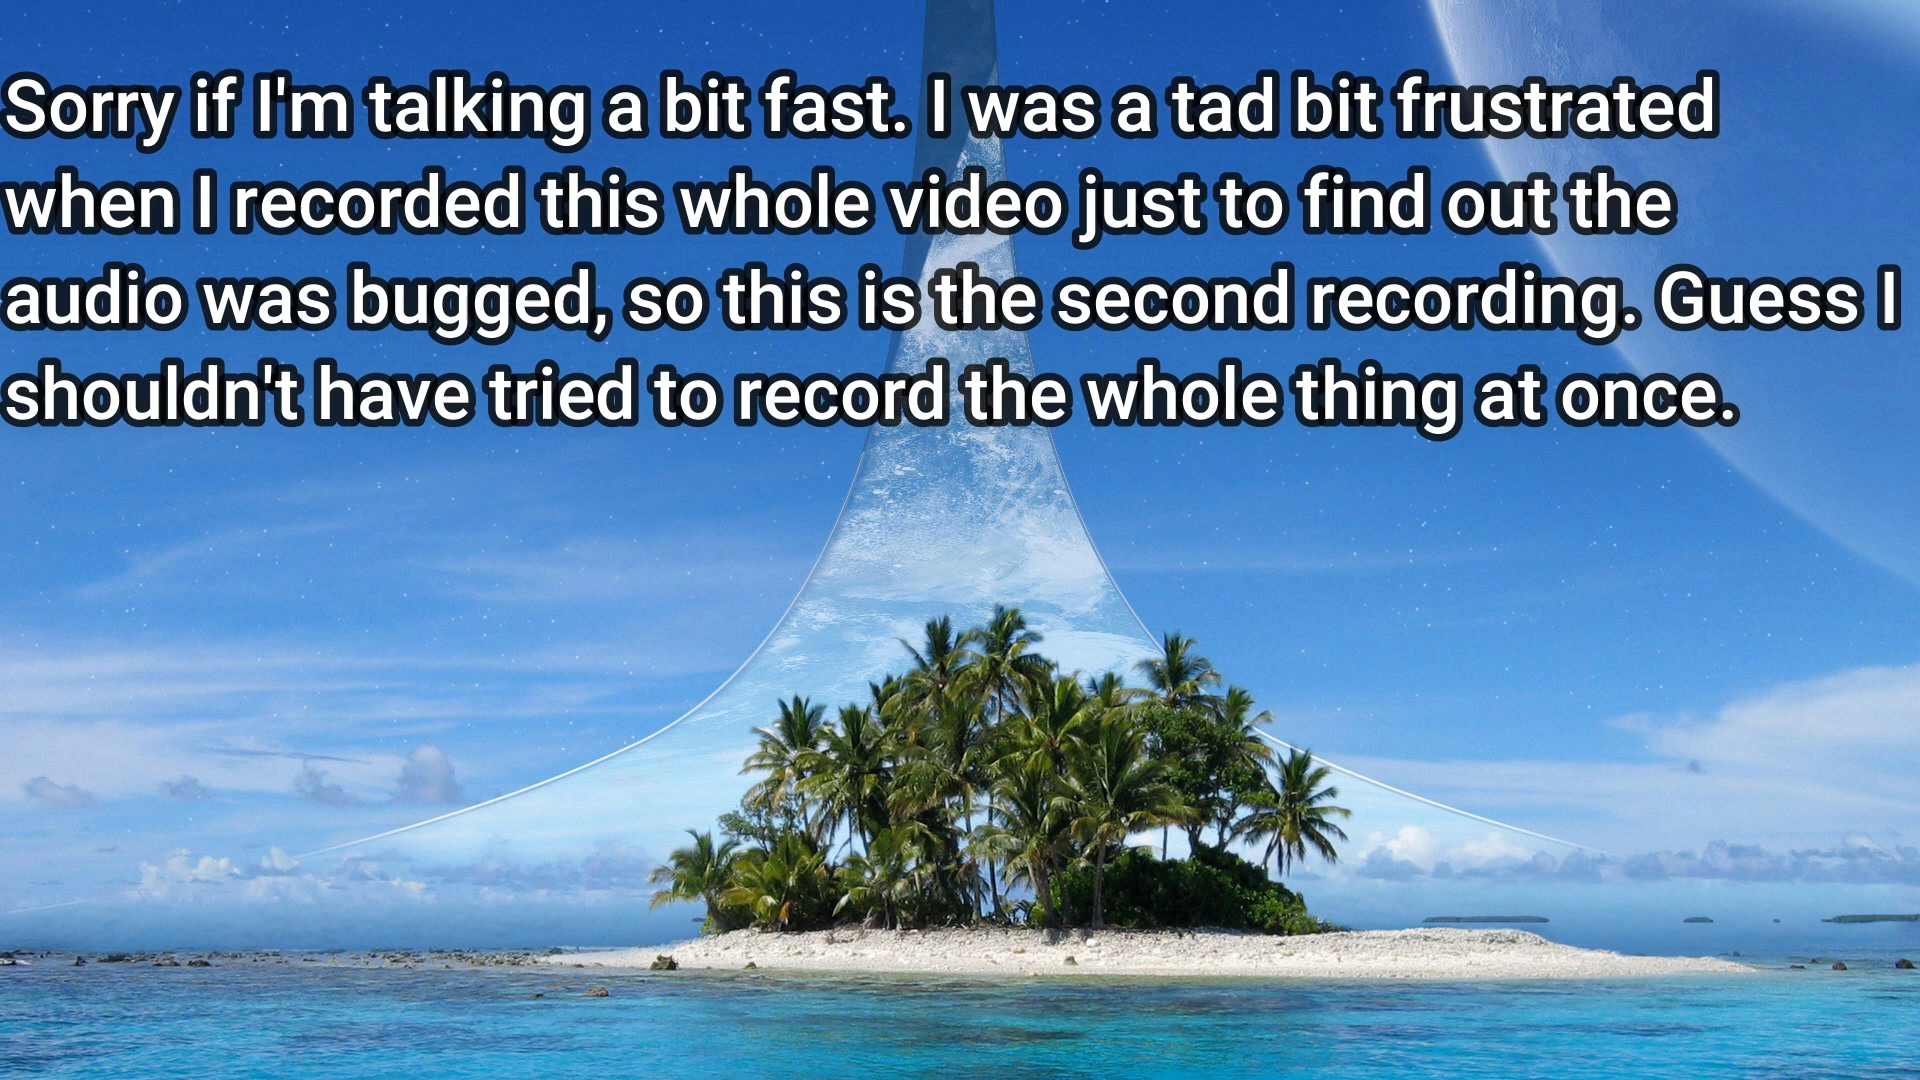 Sorry if I'm talking a bit fast. I was a tad bit frustrated
when I recorded this whole video just to find out the
audio was bugged, so this is the second recording. Guess I
shouldn't have tried to record the whole thing at once.